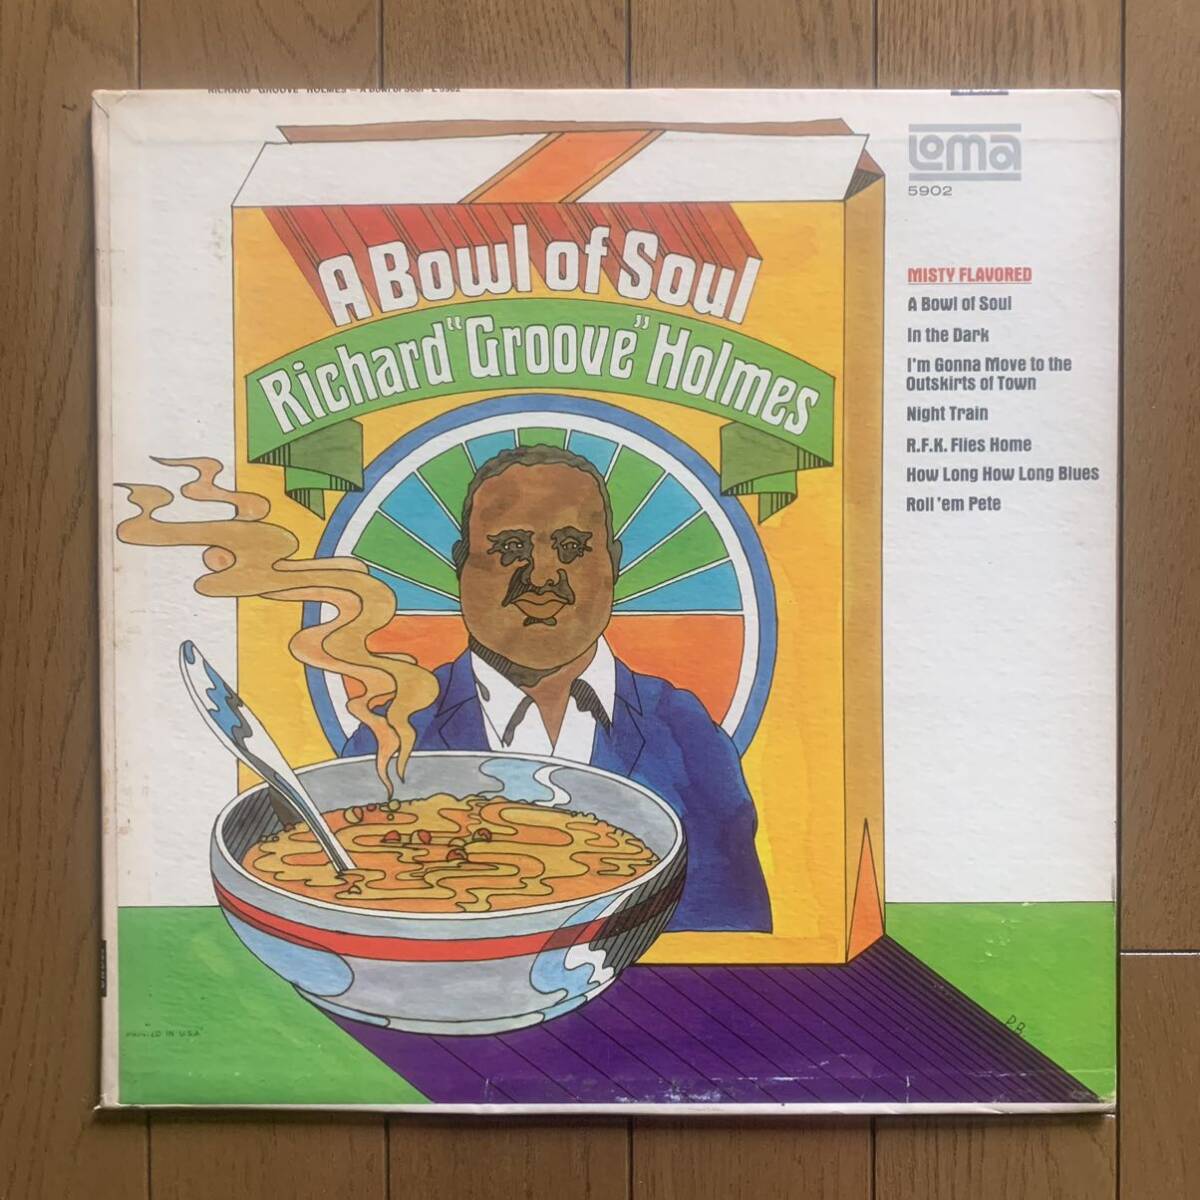 RICHARD "GROOVE" HOLMES — A Bowl of Soul · L 5902
Loma
5902
A Bowl of Soul
Richard "Groove" Holmes
MISTY FLAVORED
A Bowl of Soul
In the Dark
I'm Gonna Move to the
Outskirts of Town
Night Train
R.F.K. Flies Home
How Long How Long Blues
Roll 'em Pete
PRINTED IN U.S.A.
P.B.